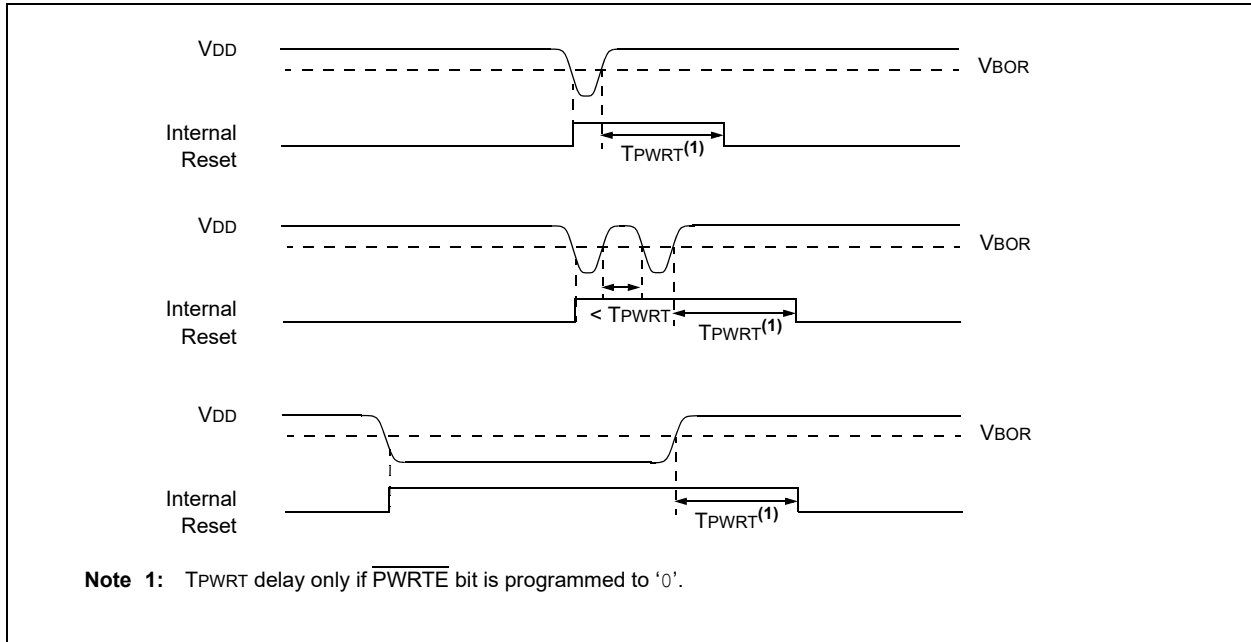 VDD
VBOR
Internal
Reset
TPWRT(1)
VDD
VBOR
Internal
Reset
< TPWRT
TPWRT(1)
VDD
VBOR
Internal
Reset
TPWRT(1)
Note 1: TPWRT delay only if PWRTE bit is programmed to ‘0’.